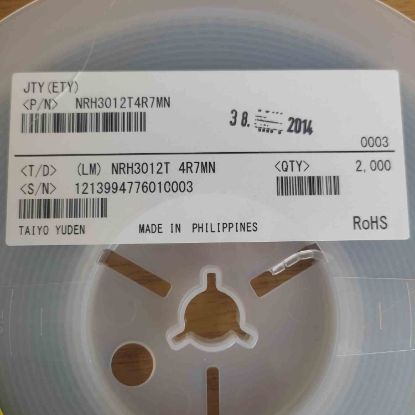 JTY(ETY)
<P/N> NRH3012T4R7MN
38. 2014
0003
<T/D> (LM) NRH3012T 4R7MN <QTY> 2,000
<S/N> 1213994776010003
TAIYO YUDEN MADE IN PHILIPPINES RoHS